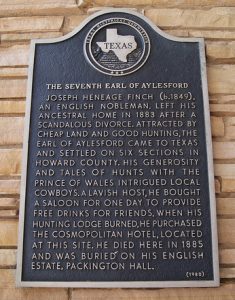 TEXAS
THE SEVENTH EARL OF AYLESFORD
JOSEPH HENEAGE FINCH (b.1849),
AN ENGLISH NOBLEMAN, LEFT HIS
ANCESTRAL HOME IN 1883 AFTER A
SCANDALOUS DIVORCE. ATTRACTED BY
CHEAP LAND AND GOOD HUNTING, THE
EARL OF AYLESFORD CAME TO TEXAS
AND SETTLED ON SIX SECTIONS IN
HOWARD COUNTY. HIS GENEROSITY
AND TALES OF HUNTS WITH THE
PRINCE OF WALES INTRIGUED LOCAL
COWBOYS. A LAVISH HOST, HE BOUGHT
A SALOON FOR ONE DAY TO PROVIDE
FREE DRINKS FOR FRIENDS. WHEN HIS
HUNTING LODGE BURNED, HE PURCHASED
THE COSMOPOLITAN HOTEL, LOCATED
AT THIS SITE. HE DIED HERE IN 1885
AND WAS BURIED ON HIS ENGLISH
ESTATE, PACKINGTON HALL.